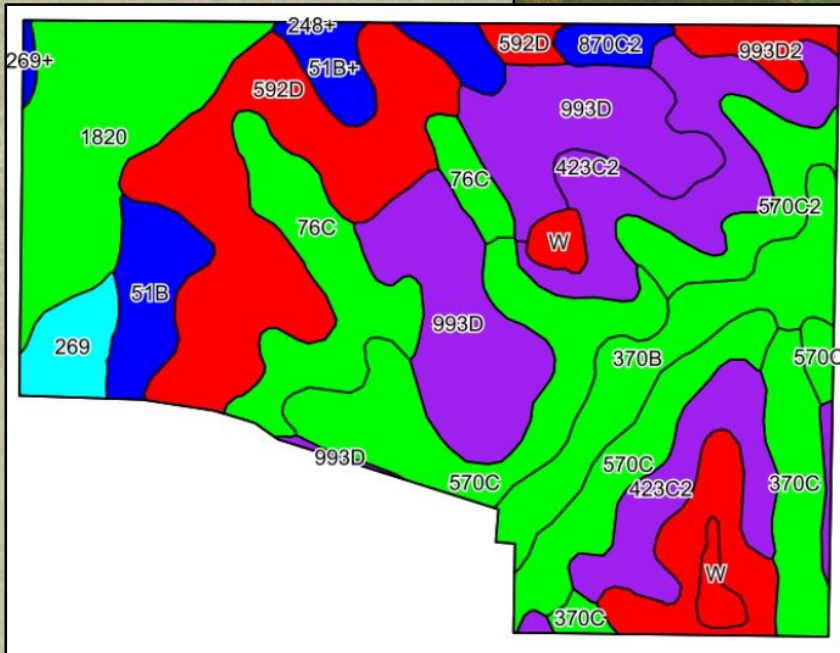 248+
269+
51B+
592D
870C2
993D2
592D
993D
1820
423C2
76C
570C2
76C
W
51B
993D
269
370B
570C
993D
570C
570C
423C2
370C
W
370C